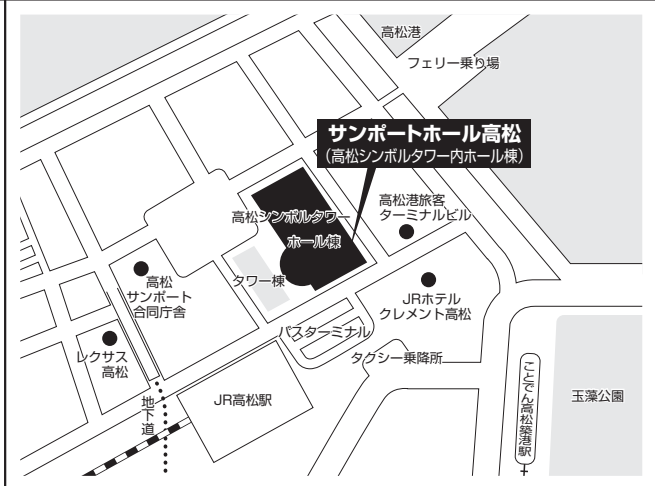 高松港
フェリー乗り場
サンポートホール高松
(高松シンボルタワー内ホール棟)
高松港旅客
ターミナルビル
高松シンボルタワー
ホール棟
タワー棟
高松
サンポート
合同庁舎
JRホテル
クレメント高松
バスターミナル
タクシー乗降所
レクサス
高松
地下道
JR高松駅
ことでん高松築港駅
玉藻公園